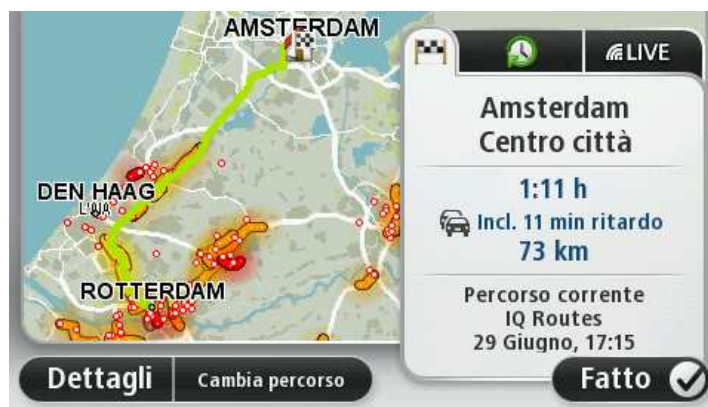 AMSTERDAM
DEN HAAG
L'AIA
ROTTERDAM
LIVE
Amsterdam
Centro città
1:11 h
Incl. 11 min ritardo
73 km
Percorso corrente
IQ Routes
29 Giugno, 17:15
Dettagli
Cambia percorso
Fatto